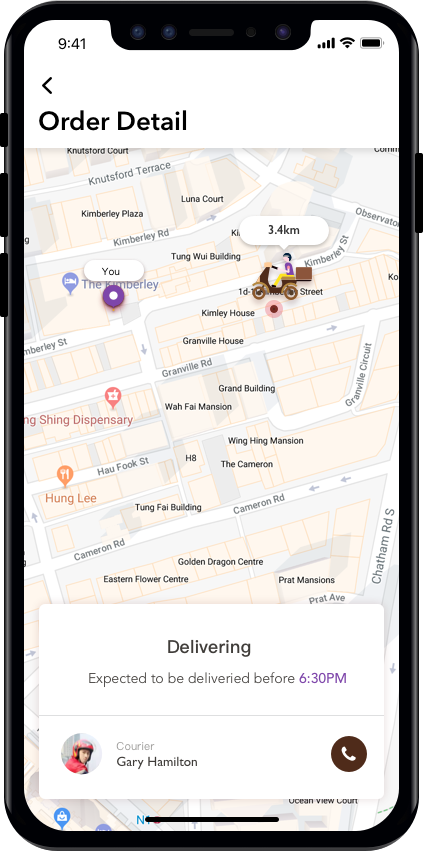 9:41
Order Detail
Knutsford Court
Comm
Knutsford Terrace
Luna Court
Kimberley Plaza
Observator
3.4km
Ki
Kimberley Rd
Kimberley St
Tung Wui Building
You
The Kimberley
Ko
Street
Kimley House
mberley St
Granville House
Granville Rd
Granville Circuit
Grand Building
Wah Fai Mansion
ng Shing Dispensary
Wing Hing Mansion
H8
Hau Fook St
The Cameron
Hung Lee
Cameron Rd
Tung Fai Building
Chatham Rd S
Cameron Rd
Golden Dragon Centre
Eastern Flower Centre
Prat Mansions
Prat Ave
Delivering
Expected to be deliveried before 6:30PM
Courier
Gary Hamilton
Ocean View Court